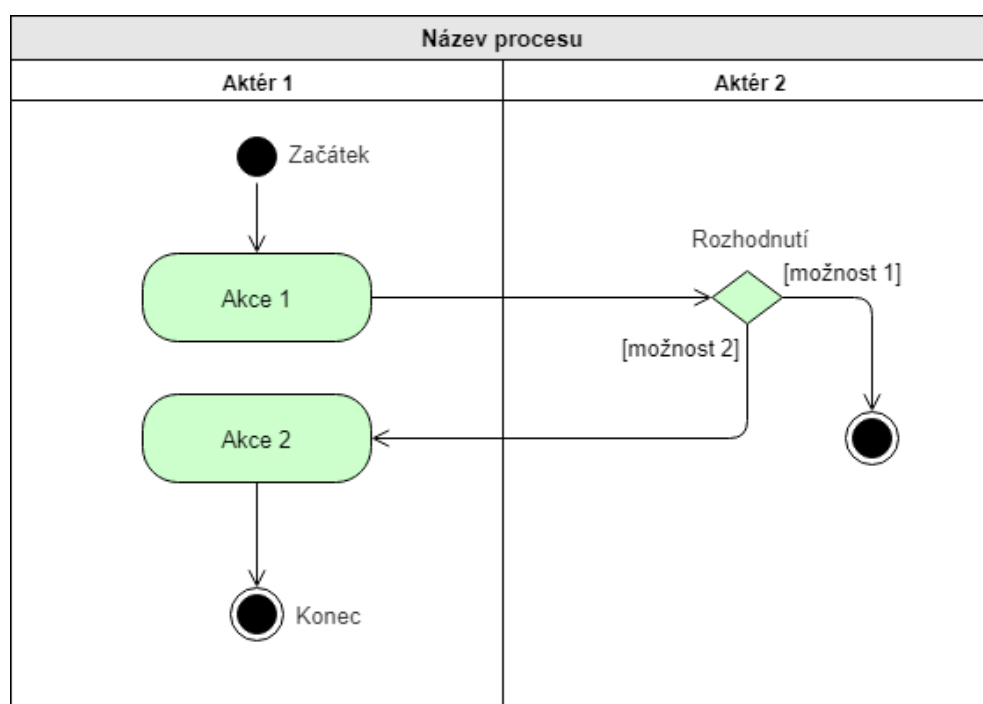 Název procesu
Aktér 1
Aktér 2
Začátek
Rozhodnutí
[možnost 1]
Akce 1
[možnost 2]
Akce 2
Konec